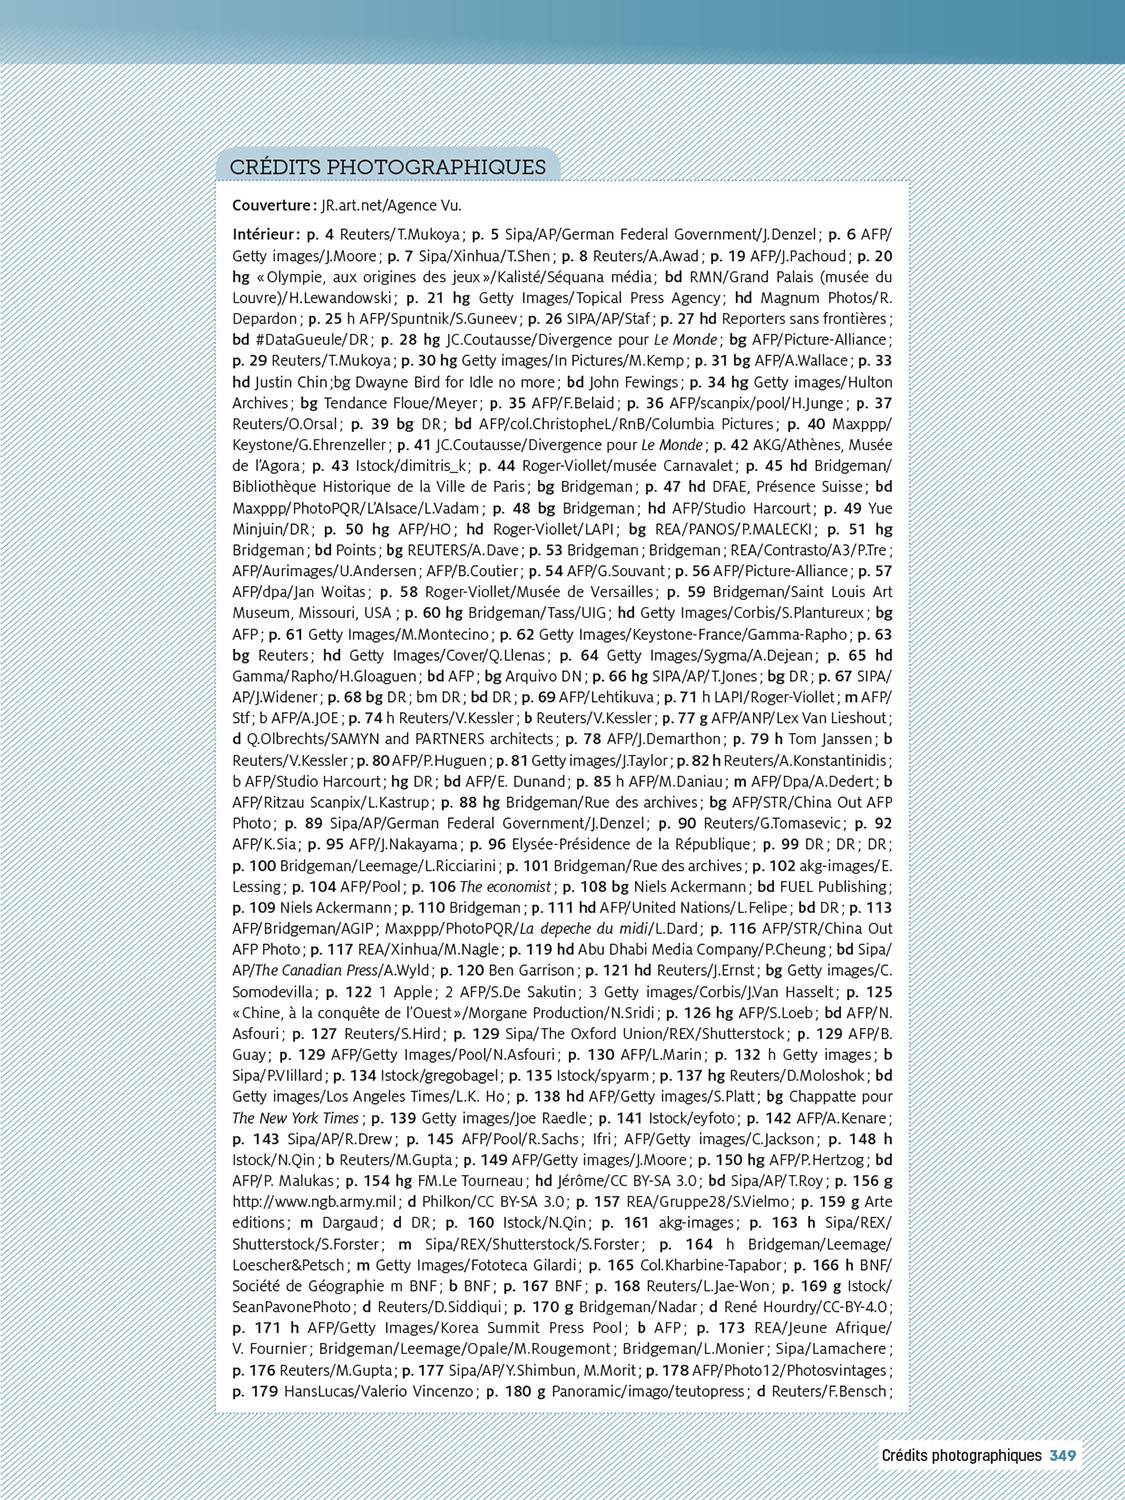 CRÉDITS PHOTOGRAPHIQUES
Couverture : JR.art.net/Agence Vu.
Intérieur : p. 4 Reuters/T.Mukoya ; p. 5 Sipa/AP/German Federal Government/J.Denzel ; p. 6 AFP/
Getty images/J.Moore ; p. 7 Sipa/Xinhua/T.Shen ; p. 8 Reuters/A.Awad ; p. 19 AFP/J.Pachoud ; p. 20
hg « Olympie, aux origines des jeux »/Kalisté/Séquana média ; bd RMN/Grand Palais (musée du
Louvre)/H.Lewandowski ; p. 21 hg Getty Images/Topical Press Agency ; hd Magnum Photos/R.
Depardon ; p. 25 h AFP/Spuntnik/S.Guneev ; p. 26 SIPA/AP/Staf ; p. 27 hd Reporters sans frontières ;
bd #DataGueule/DR ; p. 28 hg JC.Coutausse/Divergence pour Le Monde ; bg AFP/Picture-Alliance ;
p. 29 Reuters/T.Mukoya ; p. 30 hg Getty images/In Pictures/M.Kemp ; p. 31 bg AFP/A.Wallace ; p. 33
hd Justin Chin ;bg Dwayne Bird for Idle no more ; bd John Fewings ; p. 34 hg Getty images/Hulton
Archives ; bg Tendance Floue/Meyer ; p. 35 AFP/F.Belaid ; p. 36 AFP/scanpix/pool/H.Junge ; p. 37
Reuters/O.Orsal ; p. 39 bg DR ; bd AFP/col.ChristopheL/RnB/Columbia Pictures ; p. 40 Maxppp/
Keystone/G.Ehrenzeller ; p. 41 JC.Coutausse/Divergence pour Le Monde ; p. 42 AKG/Athènes, Musée
de l'Agora ; p. 43 Istock/dimitris_k ; p. 44 Roger-Viollet/musée Carnavalet ; p. 45 hd Bridgeman/
Bibliothèque Historique de la Ville de Paris ; bg Bridgeman ; p. 47 hd DFAE, Présence Suisse ; bd
Maxppp/PhotoPQR/L'Alsace/L.Vadam ; p. 48 bg Bridgeman ; hd AFP/Studio Harcourt ; p. 49 Yue
Minjuin/DR ; p. 50 hg AFP/HO ; hd Roger-Viollet/LAPI ; bg REA/PANOS/P.MALECKI ; p. 51 hg
Bridgeman ; bd Points ; bg REUTERS/A.Dave ; p. 53 Bridgeman ; Bridgeman ; REA/Contrasto/A3/P.Tre ;
AFP/Aurimages/U.Andersen ; AFP/B.Coutier ; p. 54 AFP/G.Souvant ; p. 56 AFP/Picture-Alliance ; p. 57
AFP/dpa/Jan Woitas ; p. 58 Roger-Viollet/Musée de Versailles ; p. 59 Bridgeman/Saint Louis Art
Museum, Missouri, USA ; p. 60 hg Bridgeman/Tass/UIG ; hd Getty Images/Corbis/S.Plantureux ; bg
AFP ; p. 61 Getty Images/M.Montecino ; p. 62 Getty Images/Keystone-France/Gamma-Rapho ; p. 63
bg Reuters ; hd Getty Images/Cover/Q.Llenas ; p. 64 Getty Images/Sygma/A.Dejean ; p. 65 hd
Gamma/Rapho/H.Gloaguen ; bd AFP ; bg Arquivo DN ; p. 66 hg SIPA/AP/T.Jones ; bg DR ; p. 67 SIPA/
AP/J.Widener ; p. 68 bg DR ; bm DR ; bd DR ; p. 69 AFP/Lehtikuva ; p. 71 h LAPI/Roger-Viollet ; m AFP/
Stf ; b AFP/A.JOE ; p. 74 h Reuters/V.Kessler ; b Reuters/V.Kessler ; p. 77 g AFP/ANP/Lex Van Lieshout ;
d Q.Olbrechts/SAMYN and PARTNERS architects ; p. 78 AFP/J.Demarthon ; p. 79 h Tom Janssen ; b
Reuters/V.Kessler ; p. 80 AFP/P.Huguen ; p. 81 Getty images/J.Taylor ; p. 82 h Reuters/A.Konstantinidis ;
b AFP/Studio Harcourt ; hg DR ; bd AFP/E. Dunand ; p. 85 h AFP/M.Daniau ; m AFP/Dpa/A.Dedert ; b
AFP/Ritzau Scanpix/L.Kastrup ; p. 88 hg Bridgeman/Rue des archives ; bg AFP/STR/China Out AFP
Photo ; p. 89 Sipa/AP/German Federal Government/J.Denzel ; p. 90 Reuters/G.Tomasevic ; p. 92
AFP/K.Sia ; p. 95 AFP/J.Nakayama ; p. 96 Elysée-Présidence de la République ; p. 99 DR ; DR ; DR ;
p. 100 Bridgeman/Leemage/L.Ricciarini ; p. 101 Bridgeman/Rue des archives ; p. 102 akg-images/E.
Lessing ; p. 104 AFP/Pool ; p. 106 The economist ; p. 108 bg Niels Ackermann ; bd FUEL Publishing ;
p. 109 Niels Ackermann ; p. 110 Bridgeman ; p. 111 hd AFP/United Nations/L.Felipe ; bd DR ; p. 113
AFP/Bridgeman/AGIP ; Maxppp/PhotoPQR/La depeche du midi/L.Dard ; p. 116 AFP/STR/China Out
AFP Photo ; p. 117 REA/Xinhua/M.Nagle ; p. 119 hd Abu Dhabi Media Company/P.Cheung ; bd Sipa/
AP/The Canadian Press/A.Wyld ; p. 120 Ben Garrison ; p. 121 hd Reuters/J.Ernst ; bg Getty images/C.
Somodevilla ; p. 122 1 Apple ; 2 AFP/S.De Sakutin ; 3 Getty images/Corbis/J.Van Hasselt ; p. 125
« Chine, à la conquête de l'Ouest »/Morgane Production/N.Sridi ; p. 126 hg AFP/S.Loeb ; bd AFP/N.
Asfouri ; p. 127 Reuters/S.Hird ; p. 129 Sipa/The Oxford Union/REX/Shutterstock ; p. 129 AFP/B.
Guay ; p. 129 AFP/Getty Images/Pool/N.Asfouri ; p. 130 AFP/L.Marin ; p. 132 h Getty images ; b
Sipa/P.VIillard ; p. 134 Istock/gregobagel ; p. 135 Istock/spyarm ; p. 137 hg Reuters/D.Moloshok ; bd
Getty images/Los Angeles Times/L.K. Ho ; p. 138 hd AFP/Getty images/S.Platt ; bg Chappatte pour
The New York Times ; p. 139 Getty images/Joe Raedle ; p. 141 Istock/eyfoto ; p. 142 AFP/A.Kenare ;
p. 143 Sipa/AP/R.Drew ; p. 145 AFP/Pool/R.Sachs ; Ifri ; AFP/Getty images/C.Jackson ; p. 148 h
Istock/N.Qin ; b Reuters/M.Gupta ; p. 149 AFP/Getty images/J.Moore ; p. 150 hg AFP/P.Hertzog ; bd
AFP/P. Malukas ; p. 154 hg FM.Le Tourneau ; hd Jérôme/CC BY-SA 3.0 ; bd Sipa/AP/T.Roy ; p. 156 g
http://www.ngb.army.mil ; d Philkon/CC BY-SA 3.0 ; p. 157 REA/Gruppe28/S.Vielmo ; p. 159 g Arte
editions ; m Dargaud ; d DR ; p. 160 Istock/N.Qin ; p. 161 akg-images ; p. 163 h Sipa/REX/
Shutterstock/S.Forster ; m Sipa/REX/Shutterstock/S.Forster ; p. 164 h Bridgeman/Leemage/
Loescher&Petsch ; m Getty Images/Fototeca Gilardi ; p. 165 Col.Kharbine-Tapabor ; p. 166 h BNF/
Société de Géographie m BNF ; b BNF ; p. 167 BNF ; p. 168 Reuters/L.Jae-Won ; p. 169 g Istock/
SeanPavonePhoto ; d Reuters/D.Siddiqui ; p. 170 g Bridgeman/Nadar ; d René Hourdry/CC-BY-4.0 ;
p. 171 h AFP/Getty Images/Korea Summit Press Pool ; b AFP ; p. 173 REA/Jeune Afrique/
V. Fournier ; Bridgeman/Leemage/Opale/M.Rougemont ; Bridgeman/L.Monier ; Sipa/Lamachere ;
p. 176 Reuters/M.Gupta ; p. 177 Sipa/AP/Y.Shimbun, M.Morit ; p. 178 AFP/Photo12/Photosvintages ;
p. 179 HansLucas/Valerio Vincenzo ; p. 180 g Panoramic/imago/teutopress ; d Reuters/F.Bensch ;
Crédits photographiques 349